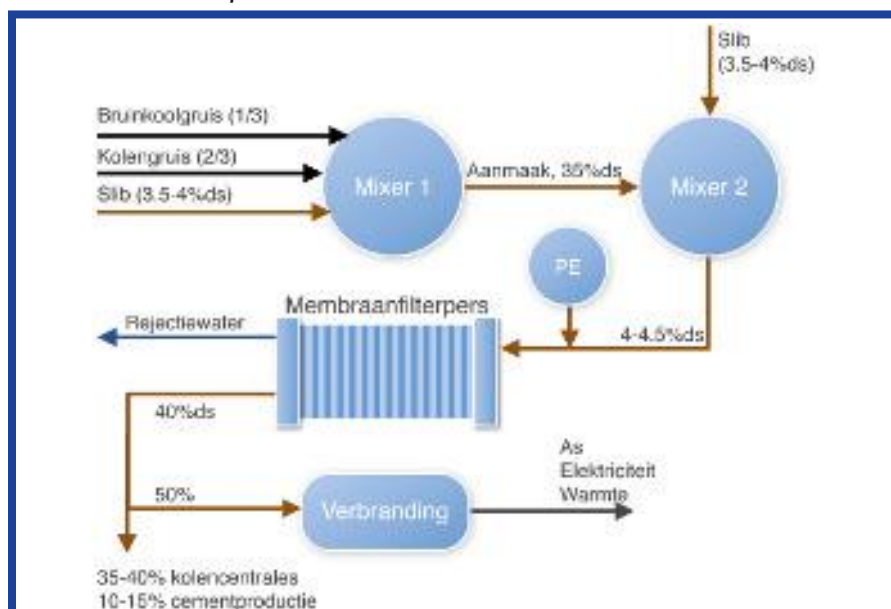 Slib
(3.5-4%ds)
Bruinkoolgruis (1/3)
Kolengruis (2/3)
Slib (3.5-4%ds)
Mixer 1
Aanmaak, 35%ds
Mixer 2
PE
Membraanfilterpers
Rejectiewater
4-4.5%ds
40%ds
As
Elektriciteit
Warmte
50%
Verbranding
35-40% kolencentrales
10-15% cementproductie